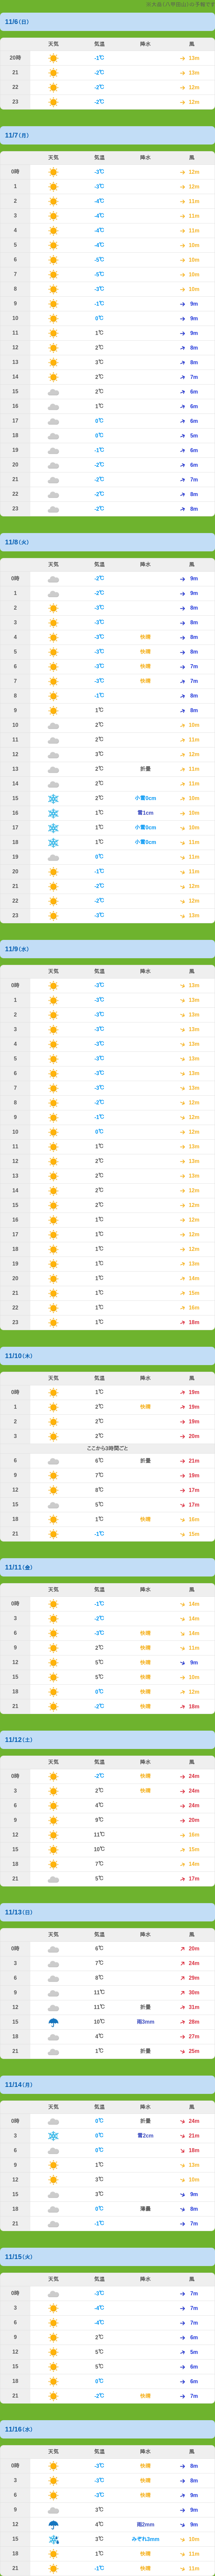 11/6（日）
天気 気温 降水 風
20時 -1℃ 13m
21 -2℃ 13m
22 -2℃ 12m
23 -2℃ 12m
11/7（月）
天気 気温 降水 風
0時 -3℃ 12m
1 -3℃ 12m
2 -4℃ 11m
3 -4℃ 11m
4 -4℃ 11m
5 -4℃ 10m
6 -5℃ 10m
7 -5℃ 10m
8 -3℃ 10m
9 -1℃ 9m
10 0℃ 9m
11 1℃ 9m
12 2℃ 8m
13 3℃ 8m
14 2℃ 7m
15 2℃ 6m
16 1℃ 6m
17 0℃ 6m
18 0℃ 5m
19 -1℃ 6m
20 -2℃ 6m
21 -2℃ 7m
22 -2℃ 8m
23 -2℃ 8m
11/8（火）
天気 気温 降水 風
0時 -2℃ 9m
1 -2℃ 9m
2 -3℃ 8m
3 -3℃ 8m
4 -3℃ 快晴 8m
5 -3℃ 快晴 8m
6 -3℃ 快晴 7m
7 -3℃ 快晴 7m
8 -1℃ 8m
9 1℃ 8m
10 2℃ 10m
11 2℃ 11m
12 3℃ 12m
13 2℃ 折曇 11m
14 2℃ 11m
15 2℃ 小雪0cm 10m
16 1℃ 雪1cm 10m
17 1℃ 小雪0cm 10m
18 1℃ 小雪0cm 11m
19 0℃ 11m
20 -1℃ 11m
21 -2℃ 12m
22 -2℃ 12m
23 -3℃ 13m
11/9（水）
天気 気温 降水 風
0時 -3℃ 13m
1 -3℃ 13m
2 -3℃ 13m
3 -3℃ 13m
4 -3℃ 13m
5 -3℃ 13m
6 -3℃ 13m
7 -3℃ 13m
8 -2℃ 12m
9 -1℃ 12m
10 0℃ 12m
11 1℃ 13m
12 2℃ 13m
13 2℃ 13m
14 2℃ 12m
15 2℃ 12m
16 1℃ 12m
17 1℃ 12m
18 1℃ 12m
19 1℃ 13m
20 1℃ 14m
21 1℃ 15m
22 1℃ 16m
23 1℃ 18m
11/10（木）
天気 気温 降水 風
0時 1℃ 19m
1 2℃ 快晴 19m
2 2℃ 19m
3 2℃ 20m
ここから3時間ごと
6 6℃ 折曇 21m
9 7℃ 19m
12 8℃ 17m
15 5℃ 17m
18 1℃ 快晴 16m
21 -1℃ 15m
11/11（金）
天気 気温 降水 風
0時 -1℃ 14m
3 -2℃ 14m
6 -3℃ 快晴 14m
9 2℃ 快晴 11m
12 5℃ 快晴 9m
15 5℃ 快晴 10m
18 0℃ 快晴 12m
21 -2℃ 快晴 18m
11/12（土）
天気 気温 降水 風
0時 -2℃ 快晴 24m
3 2℃ 快晴 24m
6 4℃ 24m
9 9℃ 20m
12 11℃ 16m
15 10℃ 15m
18 7℃ 14m
21 5℃ 17m
11/13（日）
天気 気温 降水 風
0時 6℃ 20m
3 7℃ 24m
6 8℃ 29m
9 11℃ 30m
12 11℃ 折曇 31m
15 10℃ 雨3mm 28m
18 4℃ 27m
21 1℃ 折曇 25m
11/14（月）
天気 気温 降水 風
0時 0℃ 折曇 24m
3 0℃ 雪2cm 21m
6 0℃ 18m
9 1℃ 13m
12 3℃ 10m
15 3℃ 9m
18 0℃ 薄曇 8m
21 -1℃ 7m
11/15（火）
天気 気温 降水 風
0時 -3℃ 7m
3 -4℃ 7m
6 -4℃ 7m
9 2℃ 6m
12 5℃ 5m
15 5℃ 6m
18 0℃ 6m
21 -2℃ 快晴 7m
11/16（水）
天気 気温 降水 風
0時 -3℃ 快晴 8m
3 -3℃ 快晴 8m
6 -3℃ 快晴 9m
9 3℃ 9m
12 4℃ 雨2mm 9m
15 3℃ みぞれ3mm 10m
18 1℃ 快晴 11m
21 -1℃ 快晴 11m